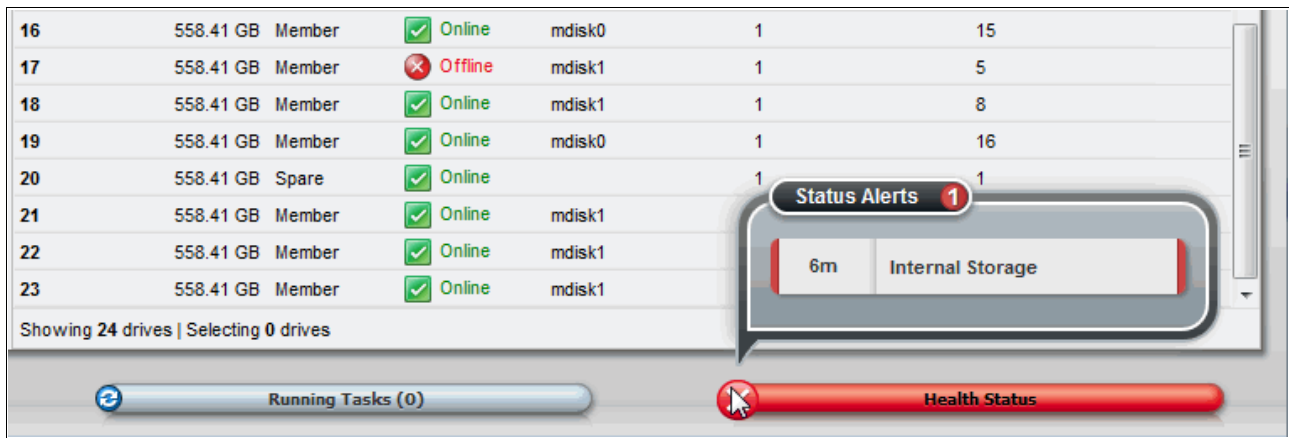 16 558.41 GB Member Online mdisk0 1 15
17 558.41 GB Member Offline mdisk1 1 5
18 558.41 GB Member Online mdisk1 1 8
19 558.41 GB Member Online mdisk0 1 16
20 558.41 GB Spare Online 1 1
21 558.41 GB Member Online mdisk1
22 558.41 GB Member Online mdisk1
23 558.41 GB Member Online mdisk1
Status Alerts 1
6m Internal Storage
Showing 24 drives | Selecting 0 drives
Running Tasks (0)
Health Status